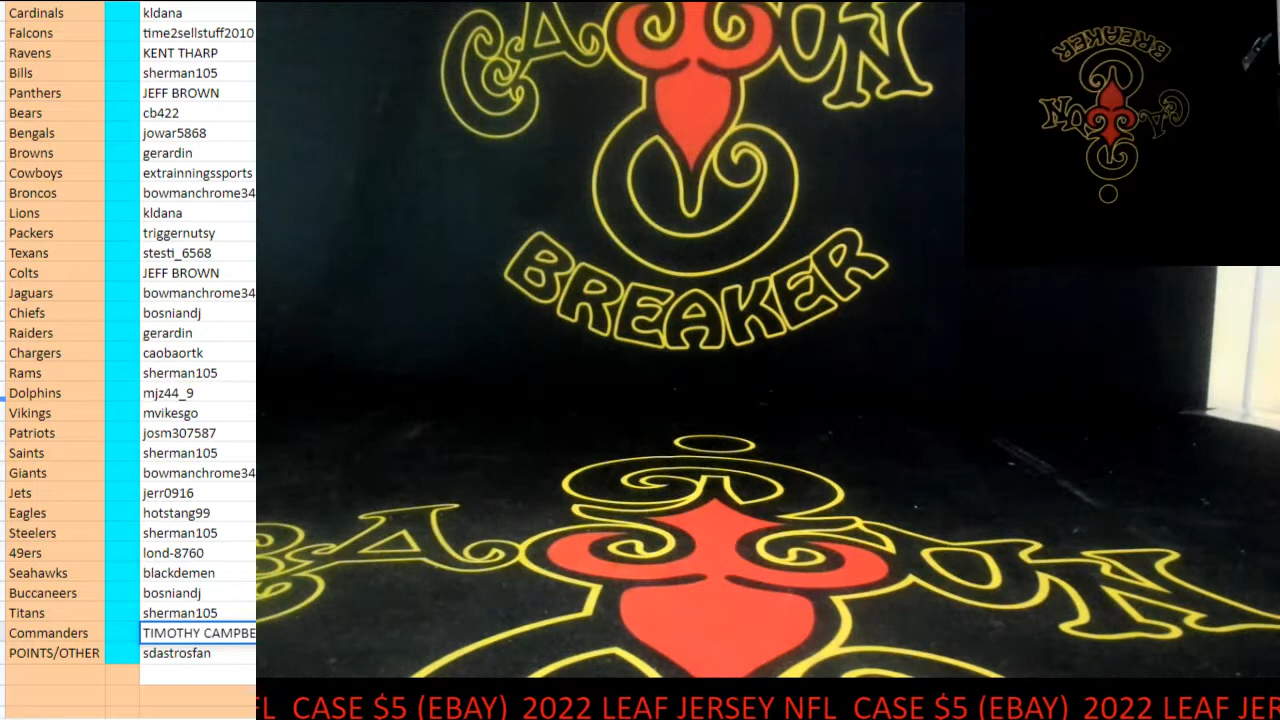 Cardinals kldana
Falcons time2sellstuff2010
Ravens KENT THARP
Bills sherman105
Panthers JEFF BROWN
Bears cb422
Bengals jowar5868
Browns gerardin
Cowboys extrainningssports
Broncos bowmanchrome34
Lions kldana
Packers triggernutsy
Texans stesti_6568
Colts JEFF BROWN
Jaguars bowmanchrome34
Chiefs bosniandj
Raiders gerardin
Chargers caobaortk
Rams sherman105
Dolphins mjz44_9
Vikings mvikesgo
Patriots josm307587
Saints sherman105
Giants bowmanchrome34
Jets jerr0916
Eagles hotstang99
Steelers sherman105
49ers lond-8760
Seahawks blackdemen
Buccaneers bosniandj
Titans sherman105
Commanders TIMOTHY CAMPBE
POINTS/OTHER sdastrosfan
BREAKER
BREAKER
FL CASE $5 (EBAY) 2022 LEAF JERSEY NFL CASE $5 (EBAY) 2022 LEAF JER